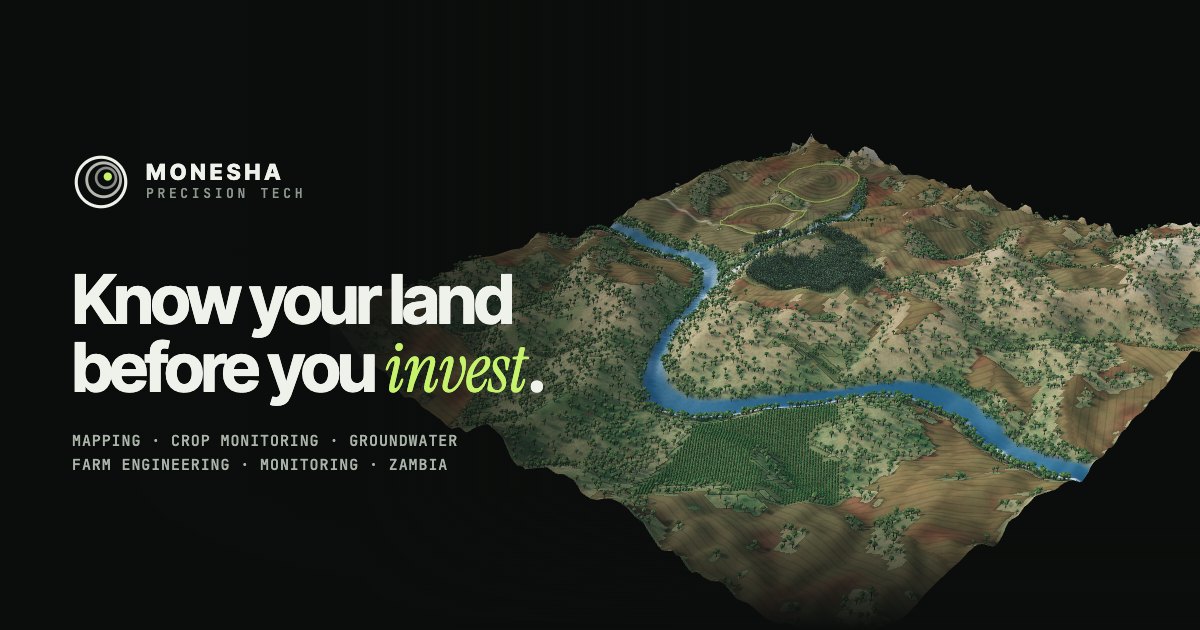 MONESHA
PRECISION TECH
Know your land
before you invest.
MAPPING · CROP MONITORING · GROUNDWATER
FARM ENGINEERING · MONITORING · ZAMBIA